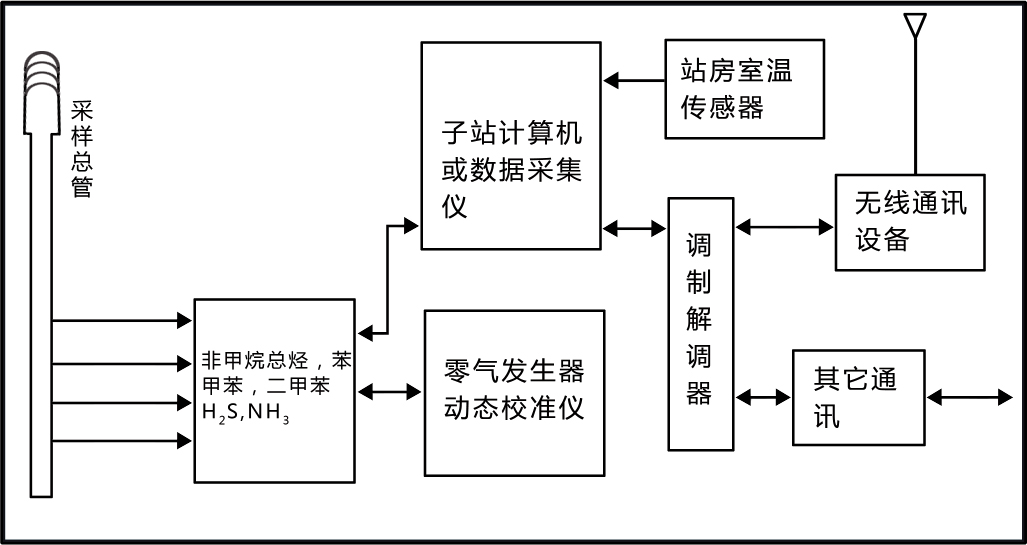 采样总管
子站计算机
或数据采集
仪
站房室温
传感器
无线通讯
设备
调制解调器
非甲烷总烃，苯
甲苯，二甲苯
H₂S,NH₃
零气发生器
动态校准仪
其它通
讯